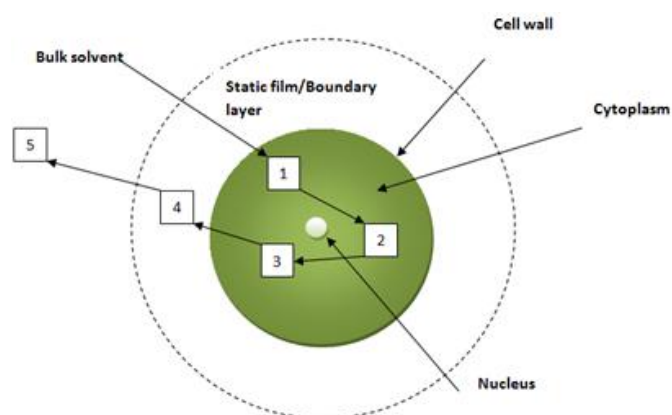 Cell wall
Bulk solvent
Static film/Boundary
layer
Cytoplasm
5
1
4
2
3
Nucleus